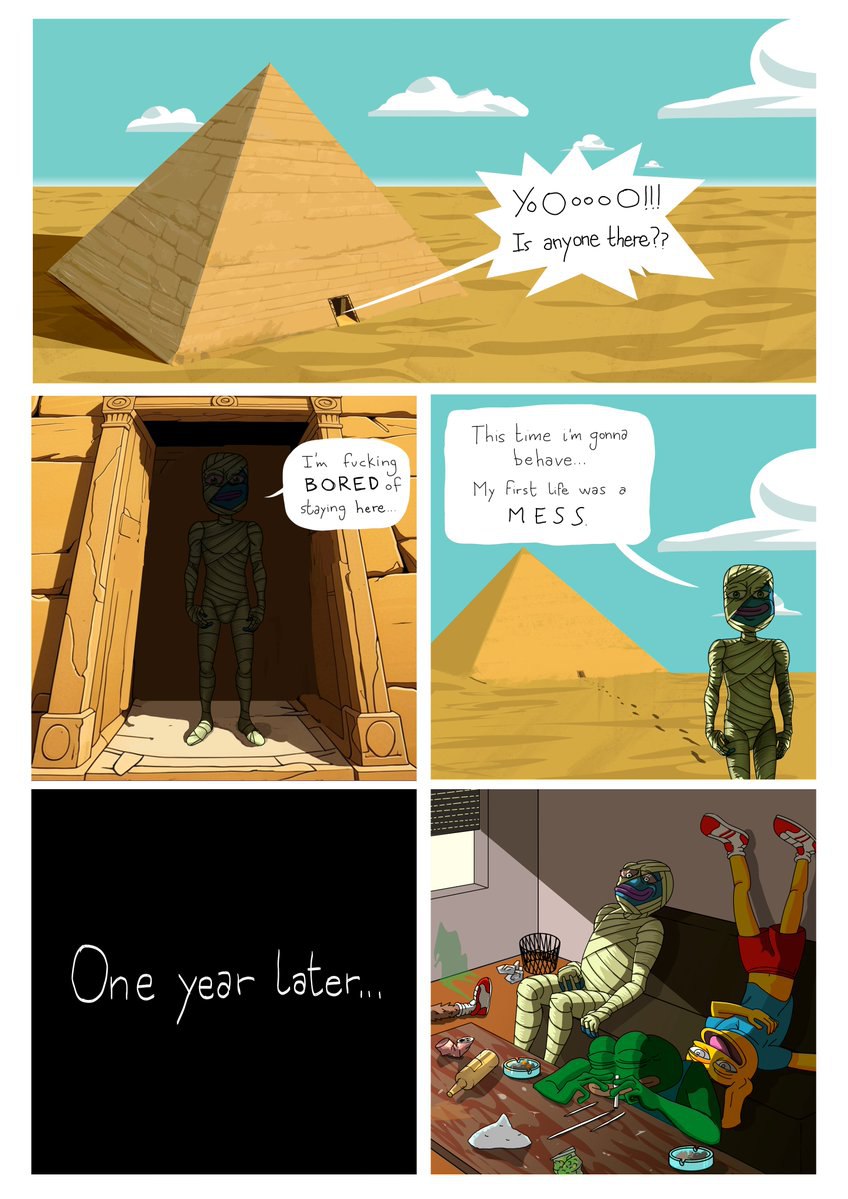 YoOoooO!!!
Is anyone there??
I'm fucking
BORED of
staying here...
This time i'm gonna
behave...
My first life was a
MESS.
One year later...